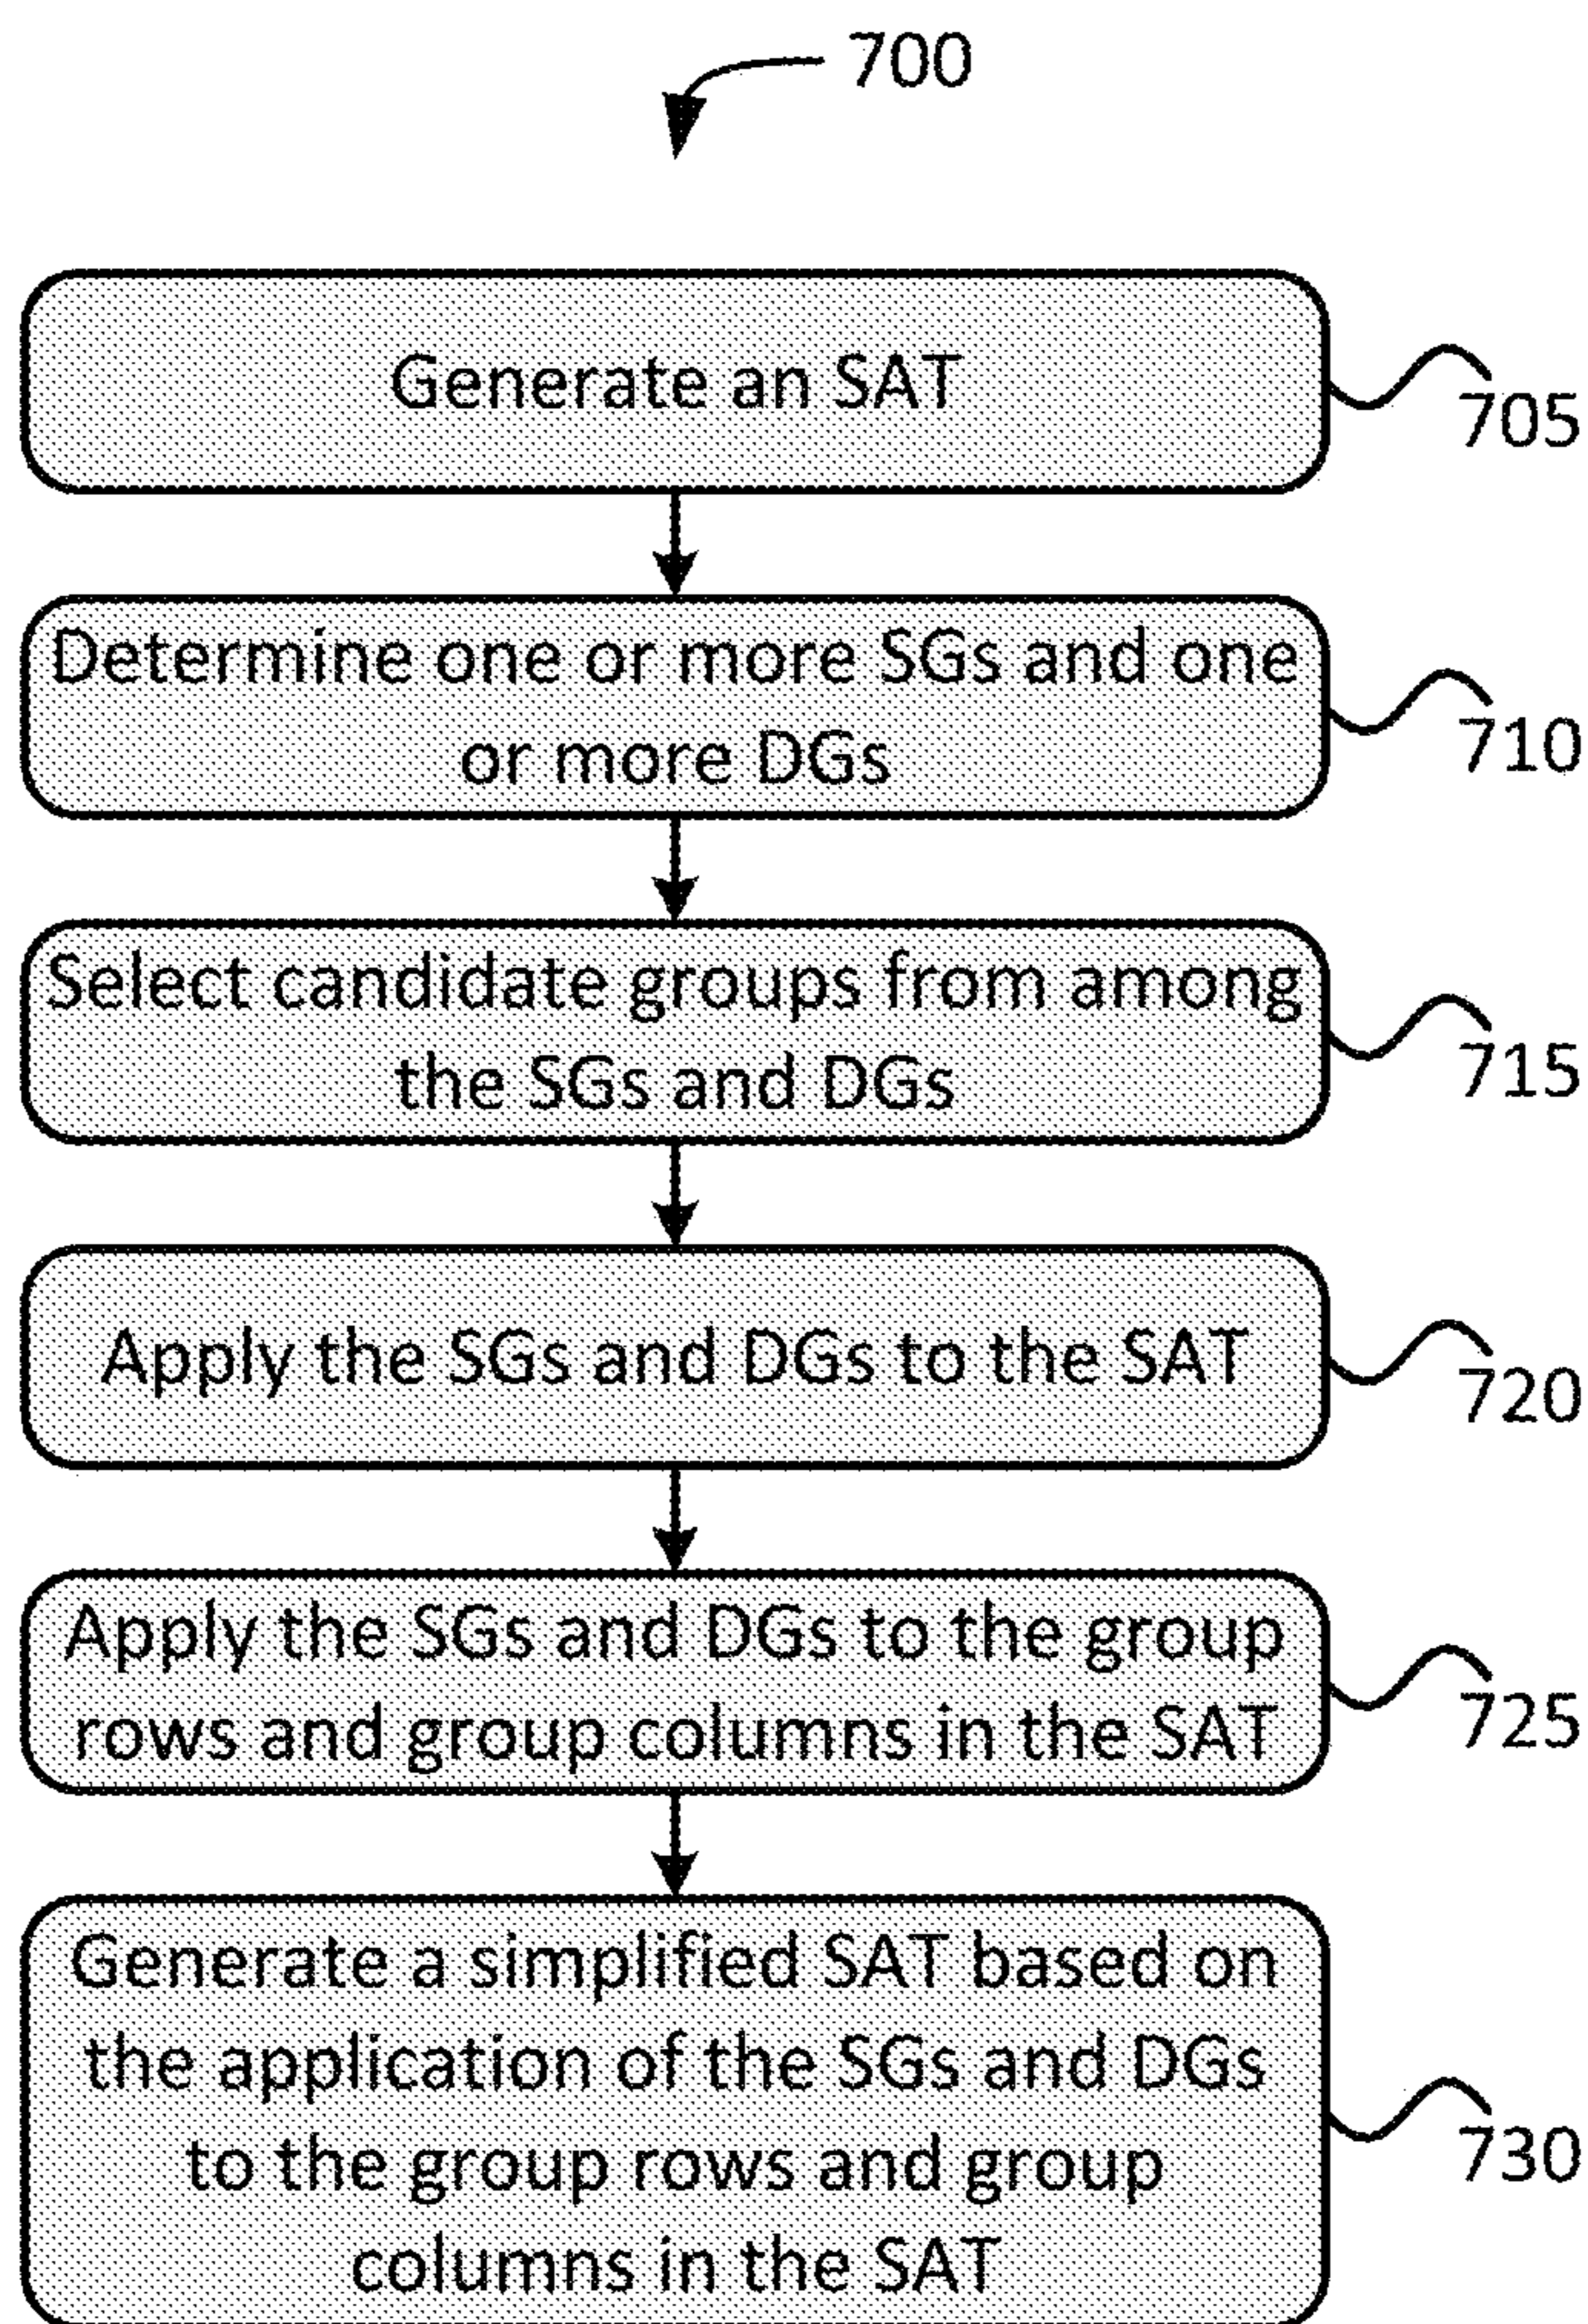 700
Generate an SAT
705
Determine one or more SGs and one
or more DGs
710
Select candidate groups from among
the SGs and DGs
715
Apply the SGs and DGs to the SAT
720
Apply the SGs and DGs to the group
rows and group columns in the SAT
725
Generate a simplified SAT based on
the application of the SGs and DGs
to the group rows and group
columns in the SAT
730